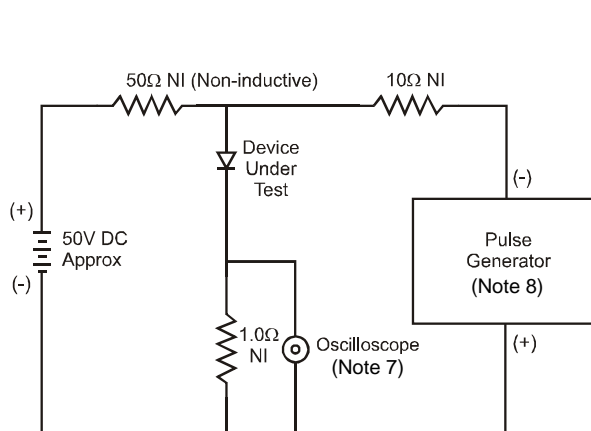 50Ω NI (Non-inductive)
10Ω NI
Device
Under
Test
(-)
(+)
50V DC
Approx
(-)
Pulse
Generator
(Note 8)
1.0Ω
NI
Oscilloscope
(Note 7)
(+)